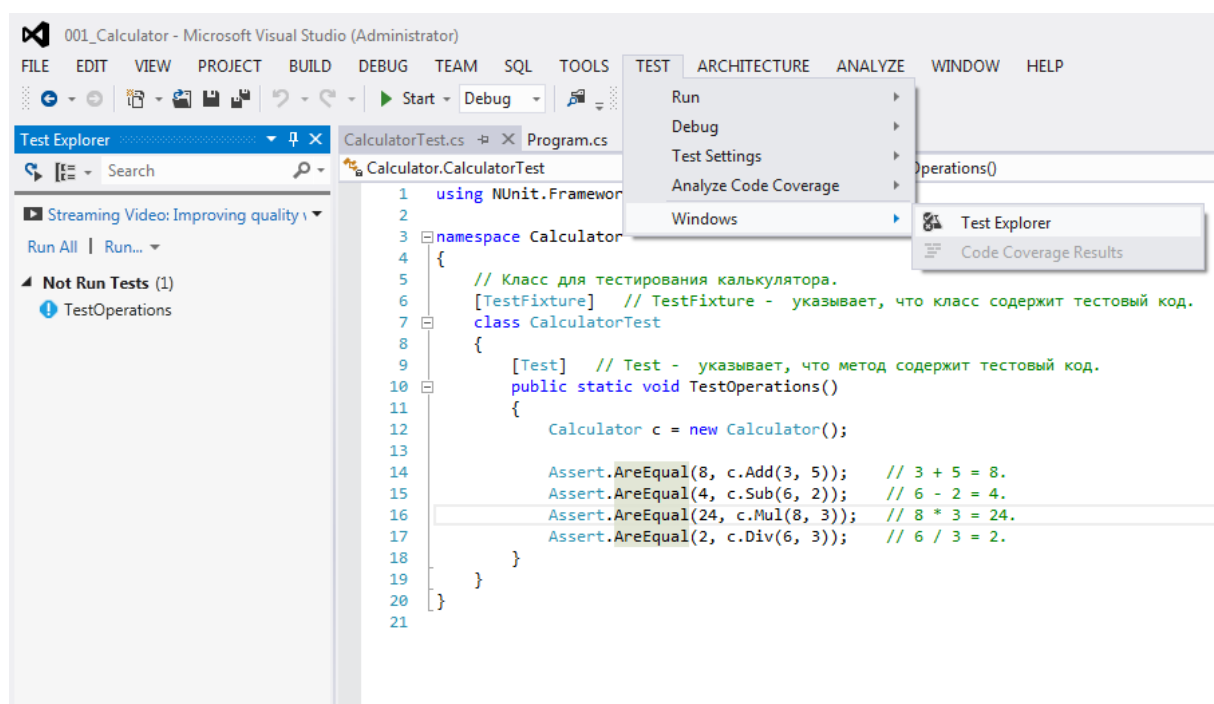 001_Calculator - Microsoft Visual Studio (Administrator)
FILE EDIT VIEW PROJECT BUILD DEBUG TEAM SQL TOOLS TEST ARCHITECTURE ANALYZE WINDOW HELP
Start Debug
Run
Debug
Test Settings
Analyze Code Coverage
Windows
Test Explorer
Code Coverage Results
Test Explorer
Search
Streaming Video: Improving quality
Run All | Run...
Not Run Tests (1)
TestOperations
CalculatorTest.cs Program.cs
Calculator.CalculatorTest Operations()
1 using NUnit.Framewor
2
3 namespace Calculator
4 {
5 // Класс для тестирования калькулятора.
6 [TestFixture] // TestFixture - указывает, что класс содержит тестовый код.
7 class CalculatorTest
8 {
9 [Test] // Test - указывает, что метод содержит тестовый код.
10 public static void TestOperations()
11 {
12 Calculator c = new Calculator();
13
14 Assert.AreEqual(8, c.Add(3, 5)); // 3 + 5 = 8.
15 Assert.AreEqual(4, c.Sub(6, 2)); // 6 - 2 = 4.
16 Assert.AreEqual(24, c.Mul(8, 3)); // 8 * 3 = 24.
17 Assert.AreEqual(2, c.Div(6, 3)); // 6 / 3 = 2.
18 }
19 }
20 }
21